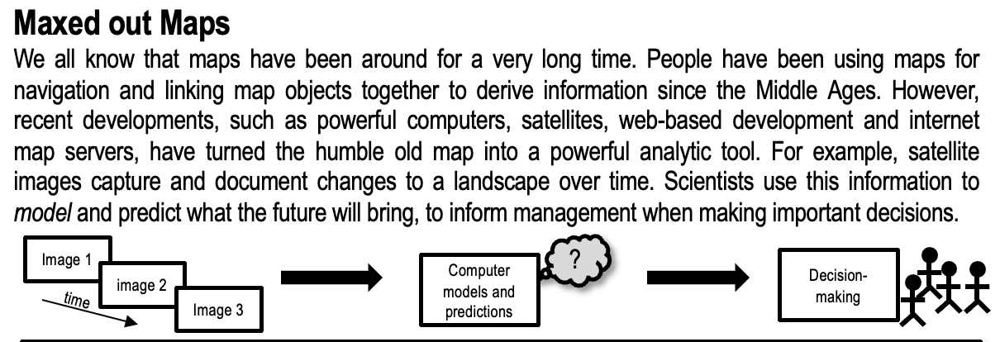 Maxed out Maps
We all know that maps have been around for a very long time. People have been using maps for
navigation and linking map objects together to derive information since the Middle Ages. However,
recent developments, such as powerful computers, satellites, web-based development and internet
map servers, have turned the humble old map into a powerful analytic tool. For example, satellite
images capture and document changes to a landscape over time. Scientists use this information to
model and predict what the future will bring, to inform management when making important decisions.
Image 1
image 2
Image 3
time
Computer
models and
predictions
?
Decision-
making